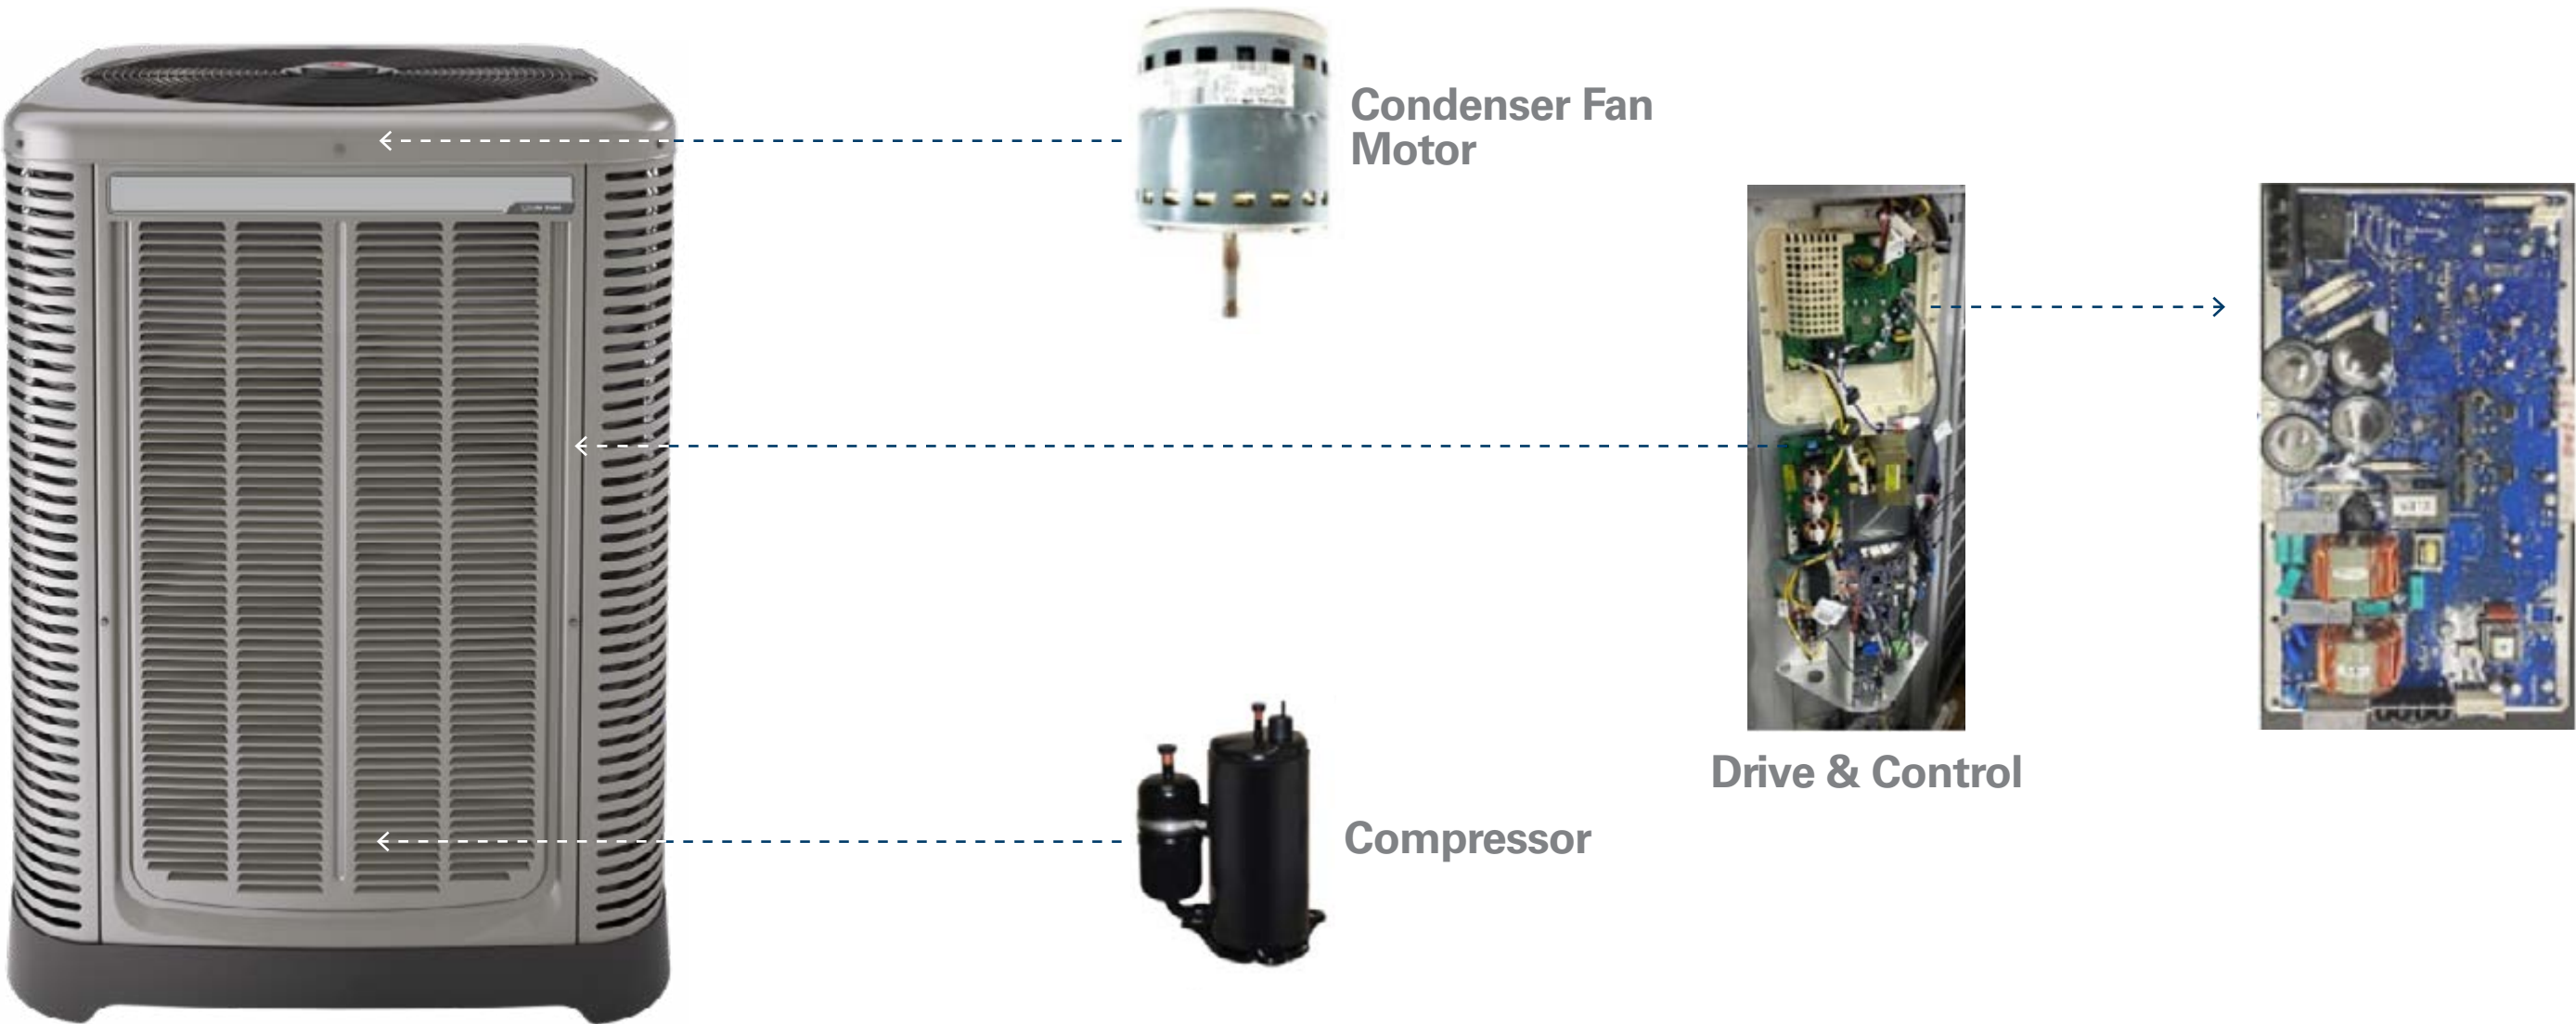 Condenser Fan
Motor
Drive & Control
Compressor